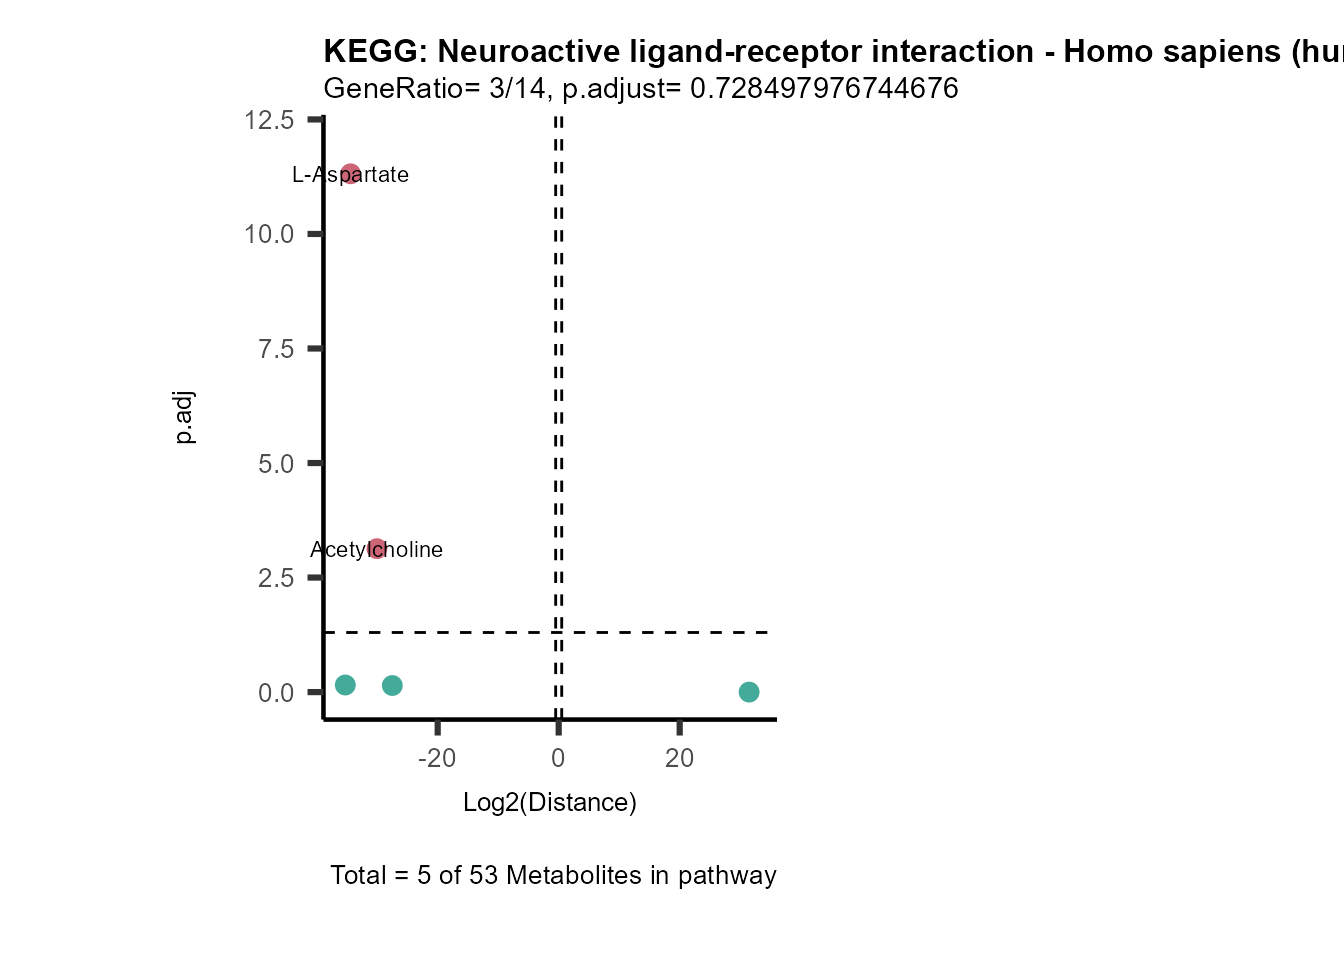 KEGG: Neuroactive ligand-receptor interaction - Homo sapiens (hu
GeneRatio= 3/14, p.adjust= 0.728497976744676
12.5
L-Aspartate
10.0
7.5
p.adj
5.0
Acetylcholine
2.5
0.0
-20 0 20
Log2(Distance)
Total = 5 of 53 Metabolites in pathway